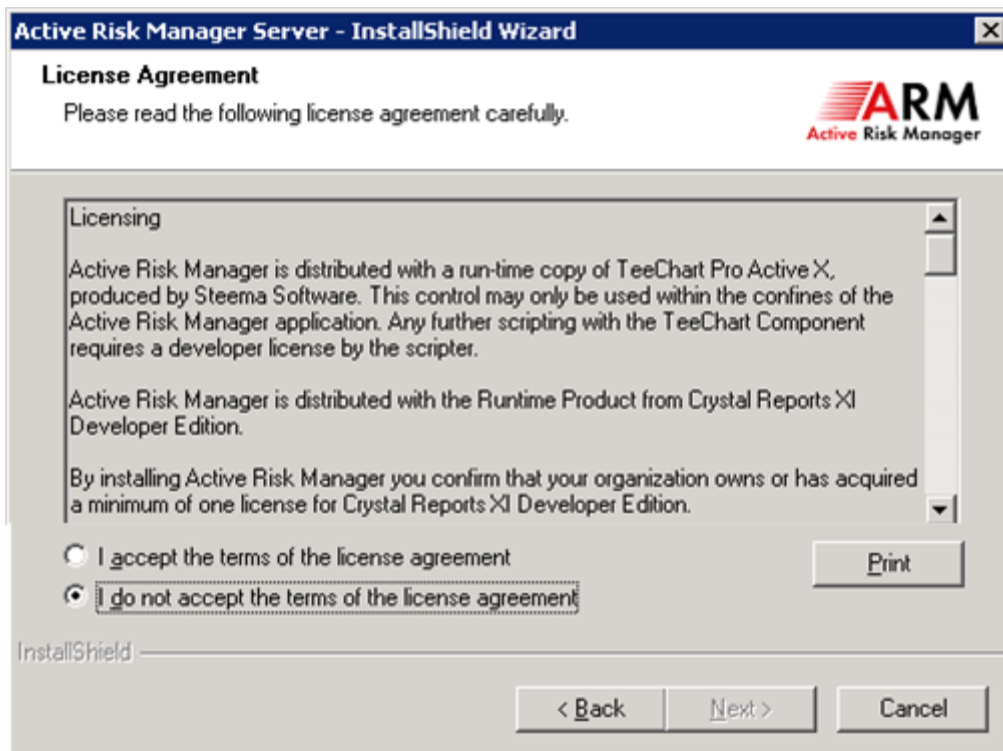 Active Risk Manager Server - InstallShield Wizard
License Agreement
Please read the following license agreement carefully.
ARM
Active Risk Manager
Licensing
Active Risk Manager is distributed with a run-time copy of TeeChart Pro Active X,
produced by Steema Software. This control may only be used within the confines of the
Active Risk Manager application. Any further scripting with the TeeChart Component
requires a developer license by the scripter.
Active Risk Manager is distributed with the Runtime Product from Crystal Reports XI
Developer Edition.
By installing Active Risk Manager you confirm that your organization owns or has acquired
a minimum of one license for Crystal Reports XI Developer Edition.
I accept the terms of the license agreement
Print
I do not accept the terms of the license agreement
InstallShield
< Back
Next >
Cancel